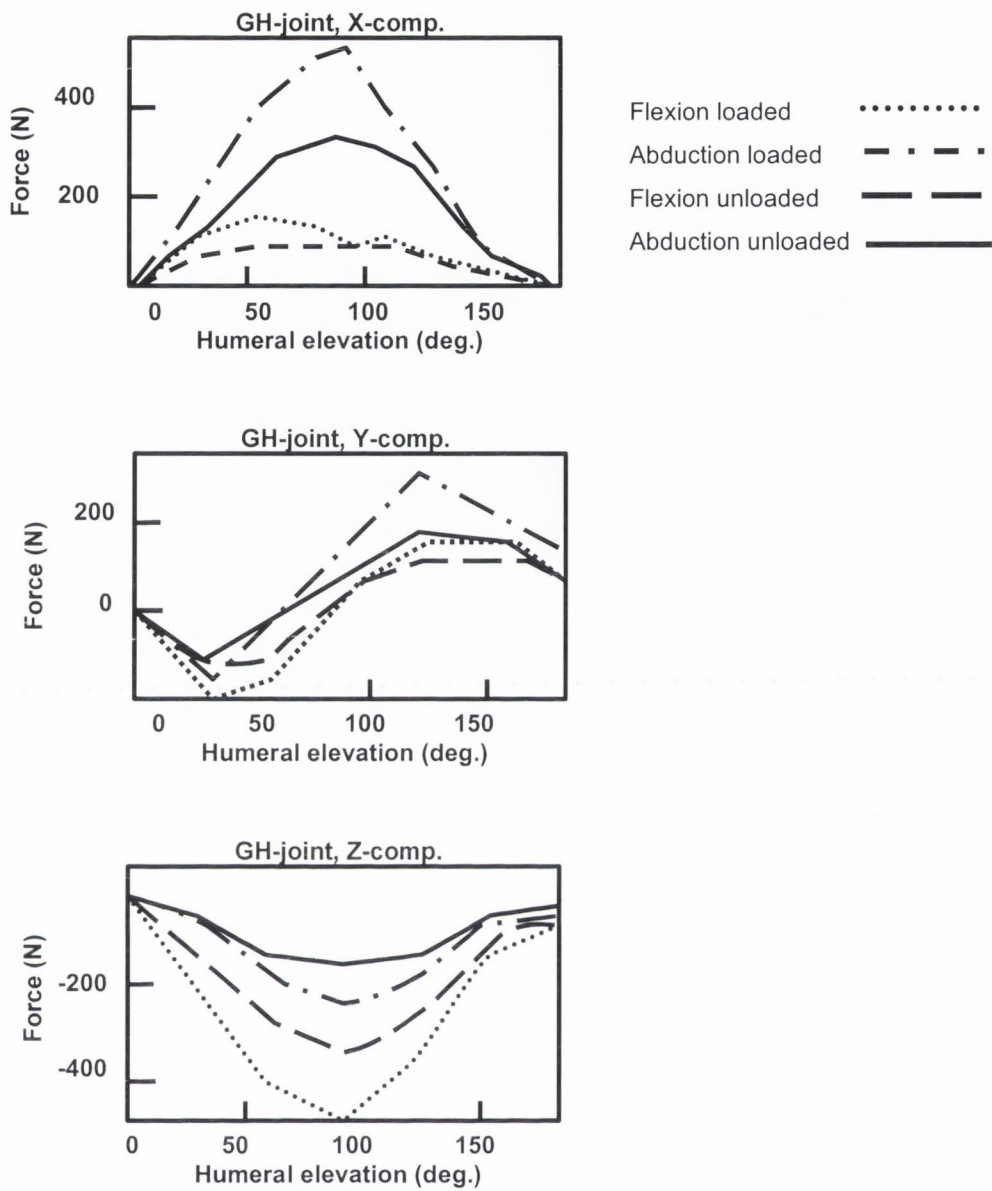 GH-joint, X-comp.
Force (N)
400
200
0 50 100 150
Humeral elevation (deg.)
Flexion loaded
Abduction loaded
Flexion unloaded
Abduction unloaded
GH-joint, Y-comp.
Force (N)
200
0
0 50 100 150
Humeral elevation (deg.)
GH-joint, Z-comp.
Force (N)
-200
-400
0 50 100 150
Humeral elevation (deg.)